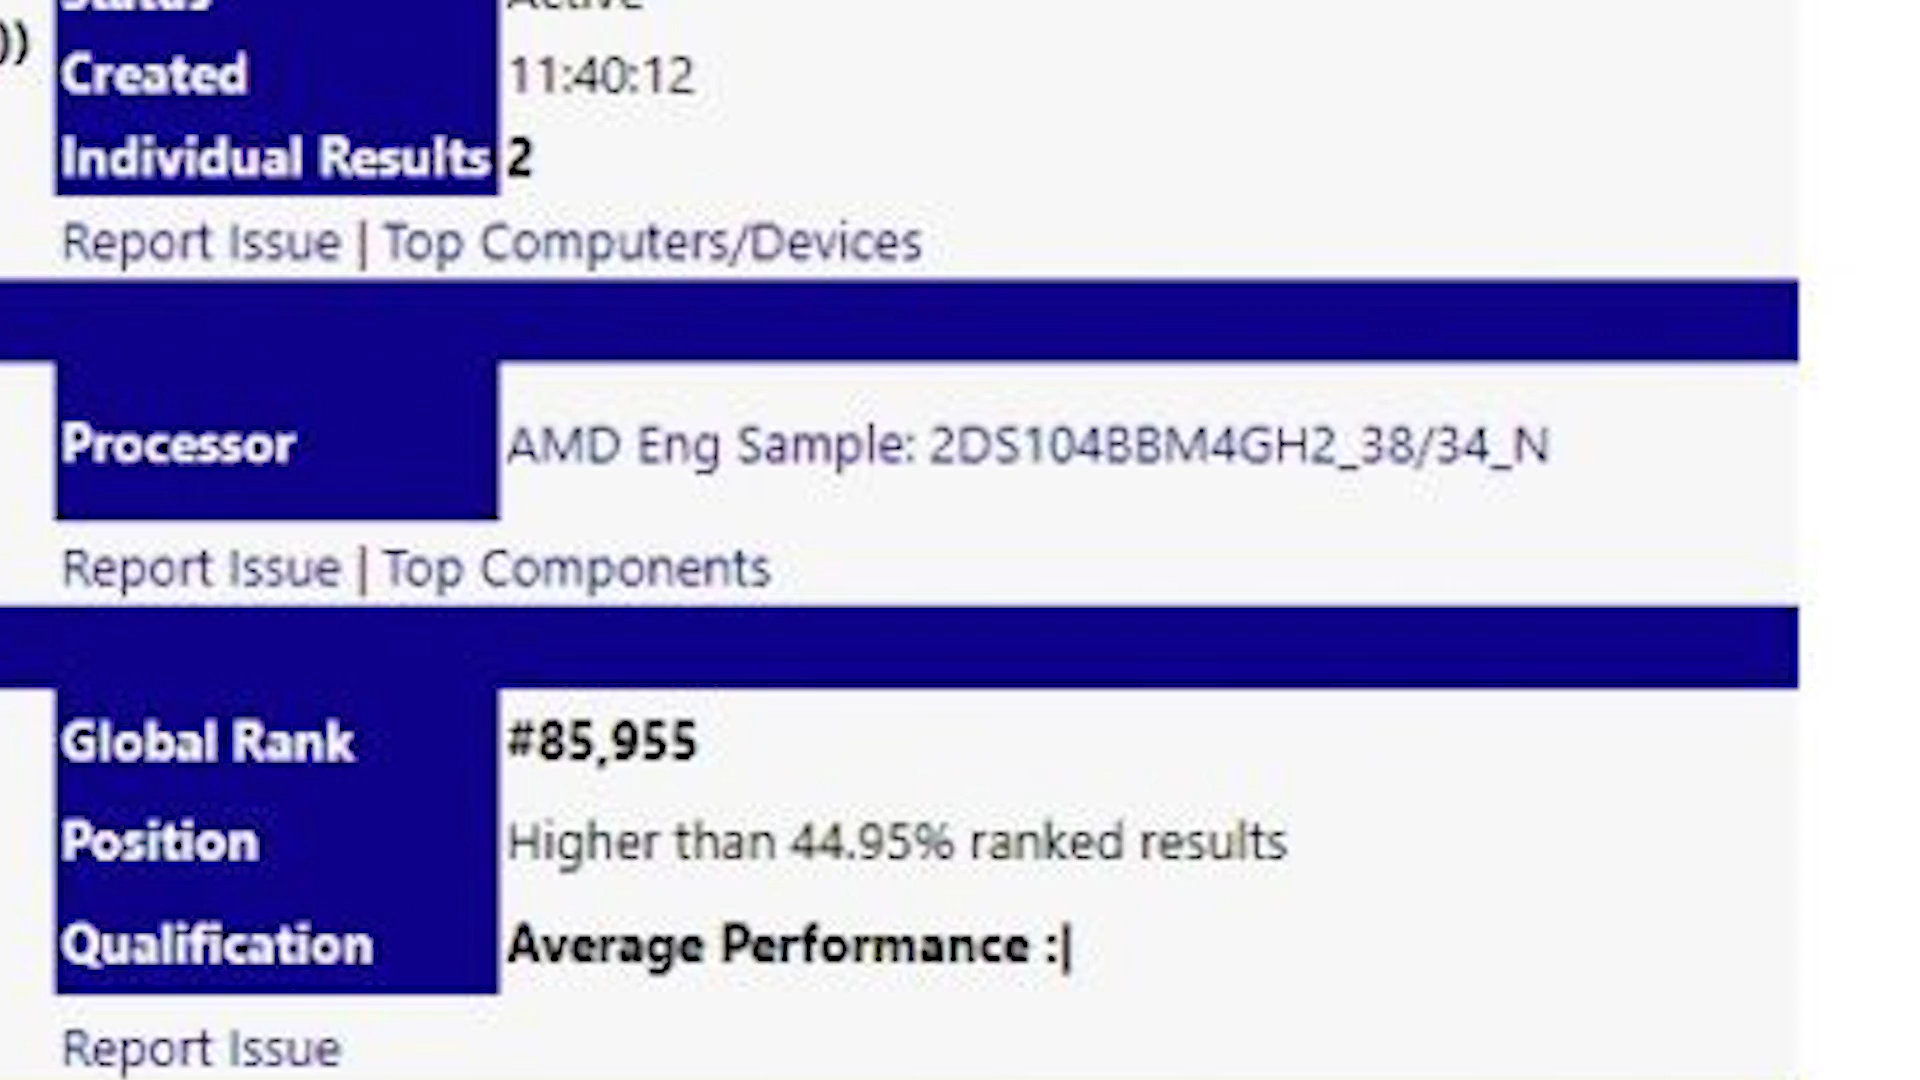 ))
Status Active
Created 11:40:12
Individual Results 2
Report Issue | Top Computers/Devices
Processor AMD Eng Sample: 2DS104BBM4GH2_38/34_N
Report Issue | Top Components
Global Rank #85,955
Position Higher than 44.95% ranked results
Qualification Average Performance :|
Report Issue